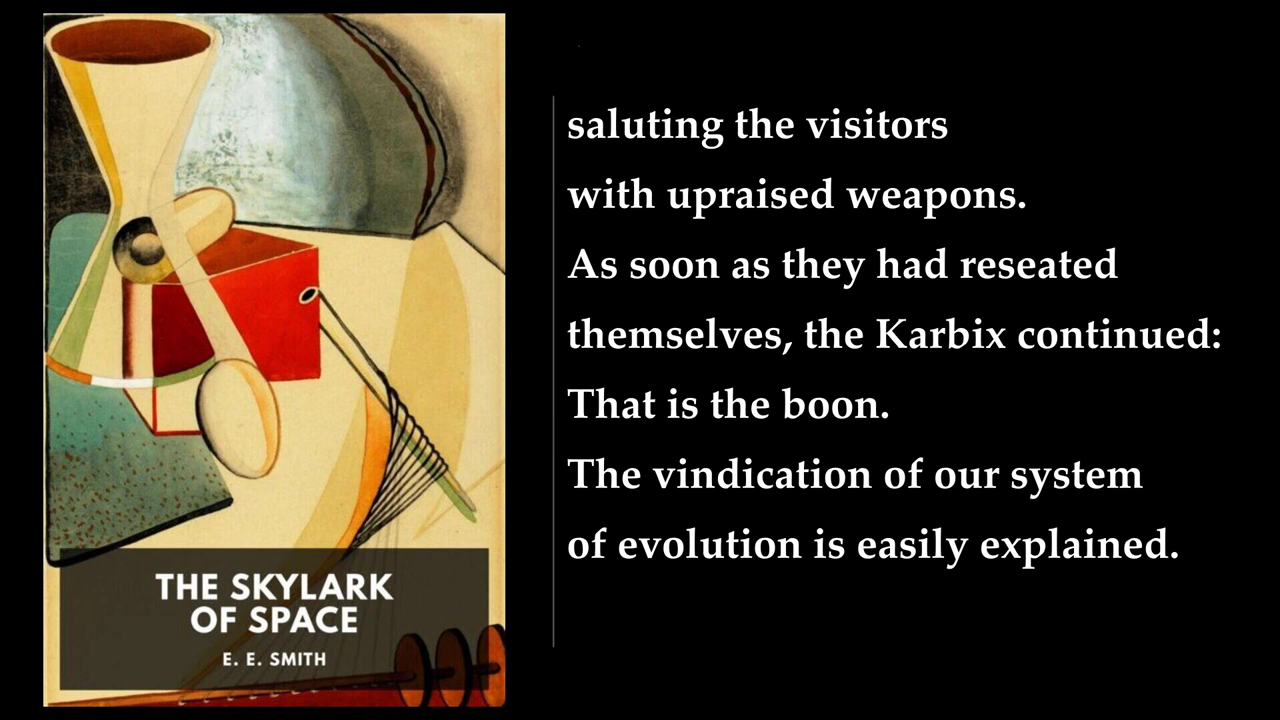 THE SKYLARK
OF SPACE
E. E. SMITH
saluting the visitors
with upraised weapons.
As soon as they had reseated
themselves, the Karbix continued:
That is the boon.
The vindication of our system
of evolution is easily explained.